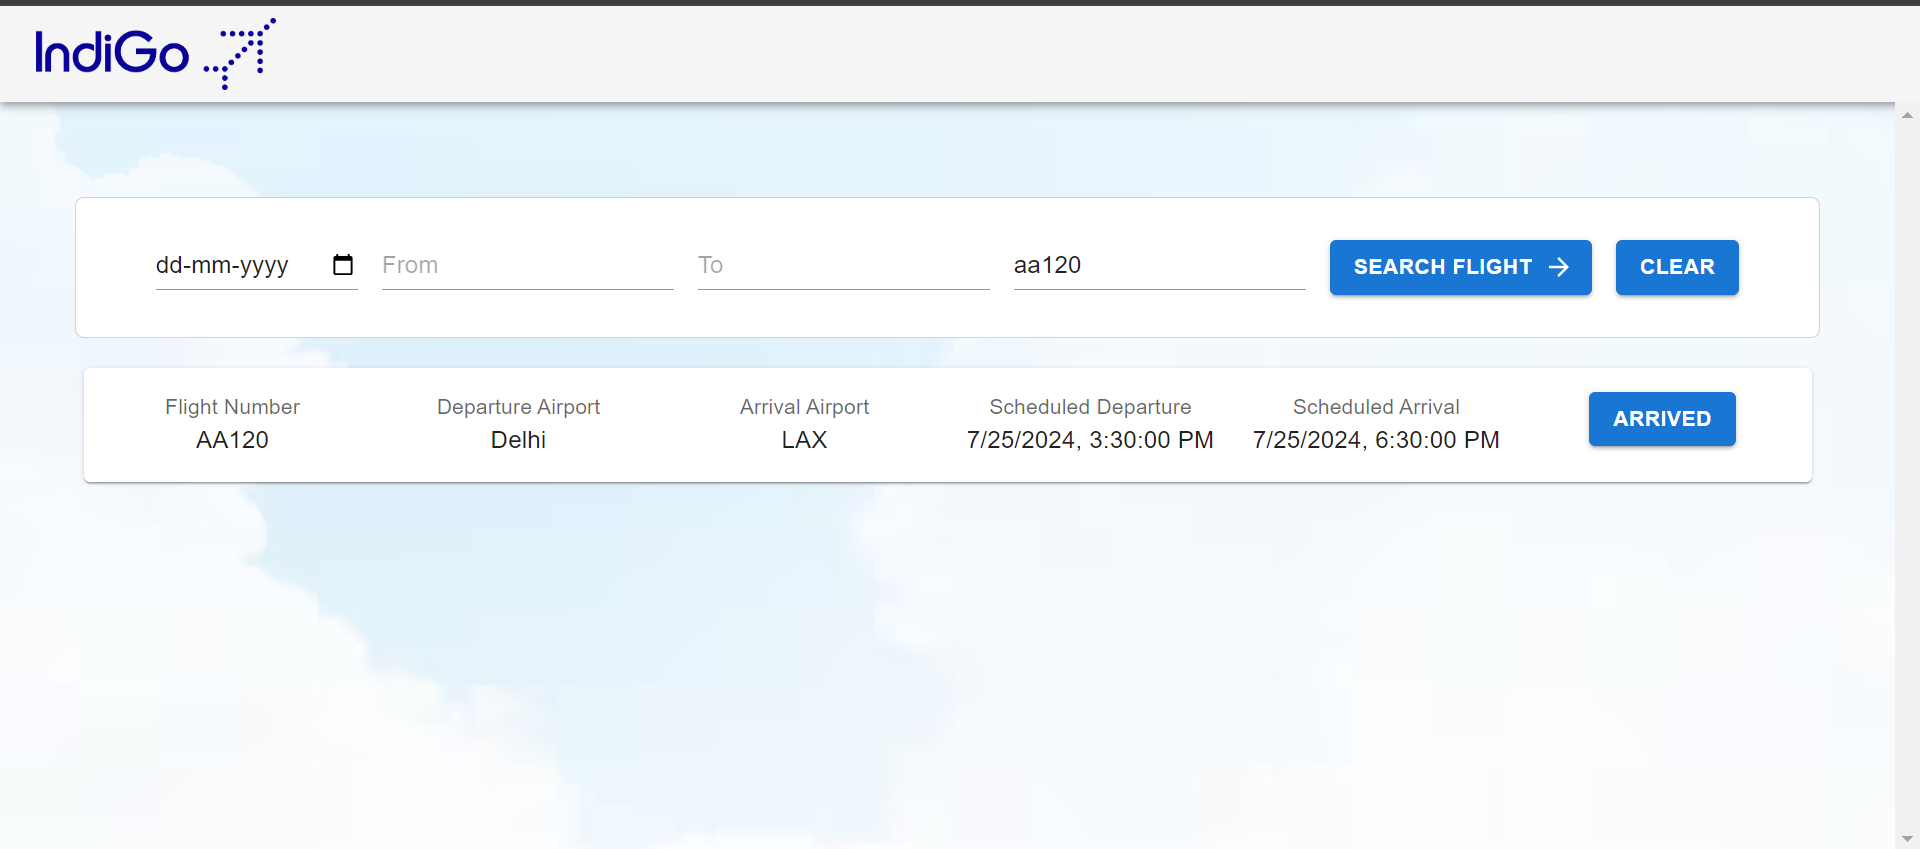 IndiGo
dd-mm-yyyy From To aa120 SEARCH FLIGHT → CLEAR
Flight Number Departure Airport Arrival Airport Scheduled Departure Scheduled Arrival ARRIVED
AA120 Delhi LAX 7/25/2024, 3:30:00 PM 7/25/2024, 6:30:00 PM